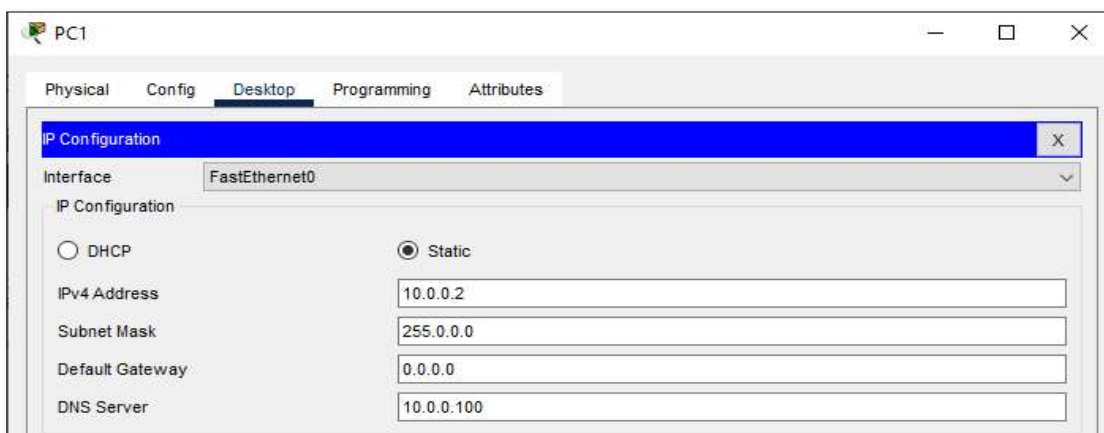 PC1
Physical Config Desktop Programming Attributes
IP Configuration X
Interface FastEthernet0
IP Configuration
DHCP Static
IPv4 Address 10.0.0.2
Subnet Mask 255.0.0.0
Default Gateway 0.0.0.0
DNS Server 10.0.0.100